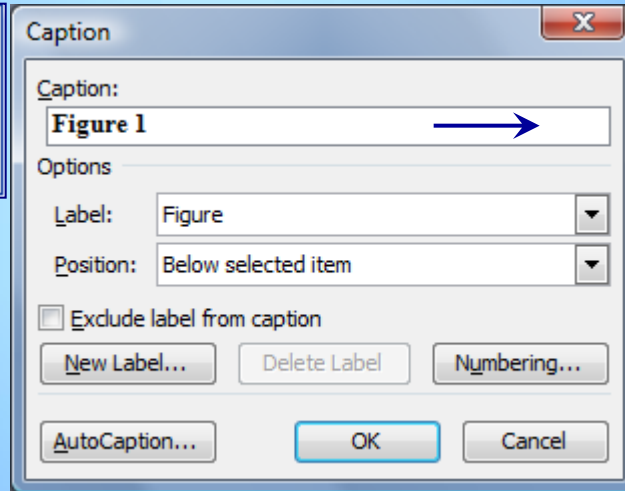 Caption
Caption:
Figure 1
Options
Label: Figure
Position: Below selected item
Exclude label from caption
New Label... Delete Label Numbering...
AutoCaption... OK Cancel